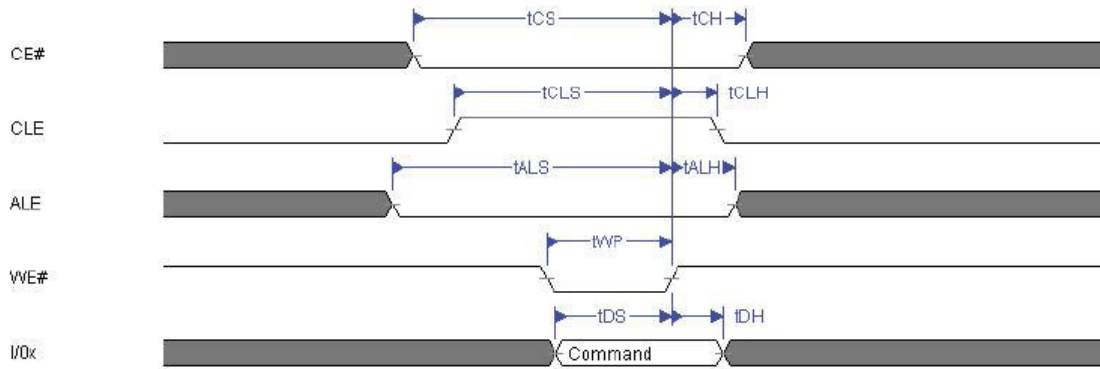 tCS tCH
CE#
tCLS tCLH
CLE
tALS tALH
ALE
tWP
WE#
tDS tDH
I/0x Command